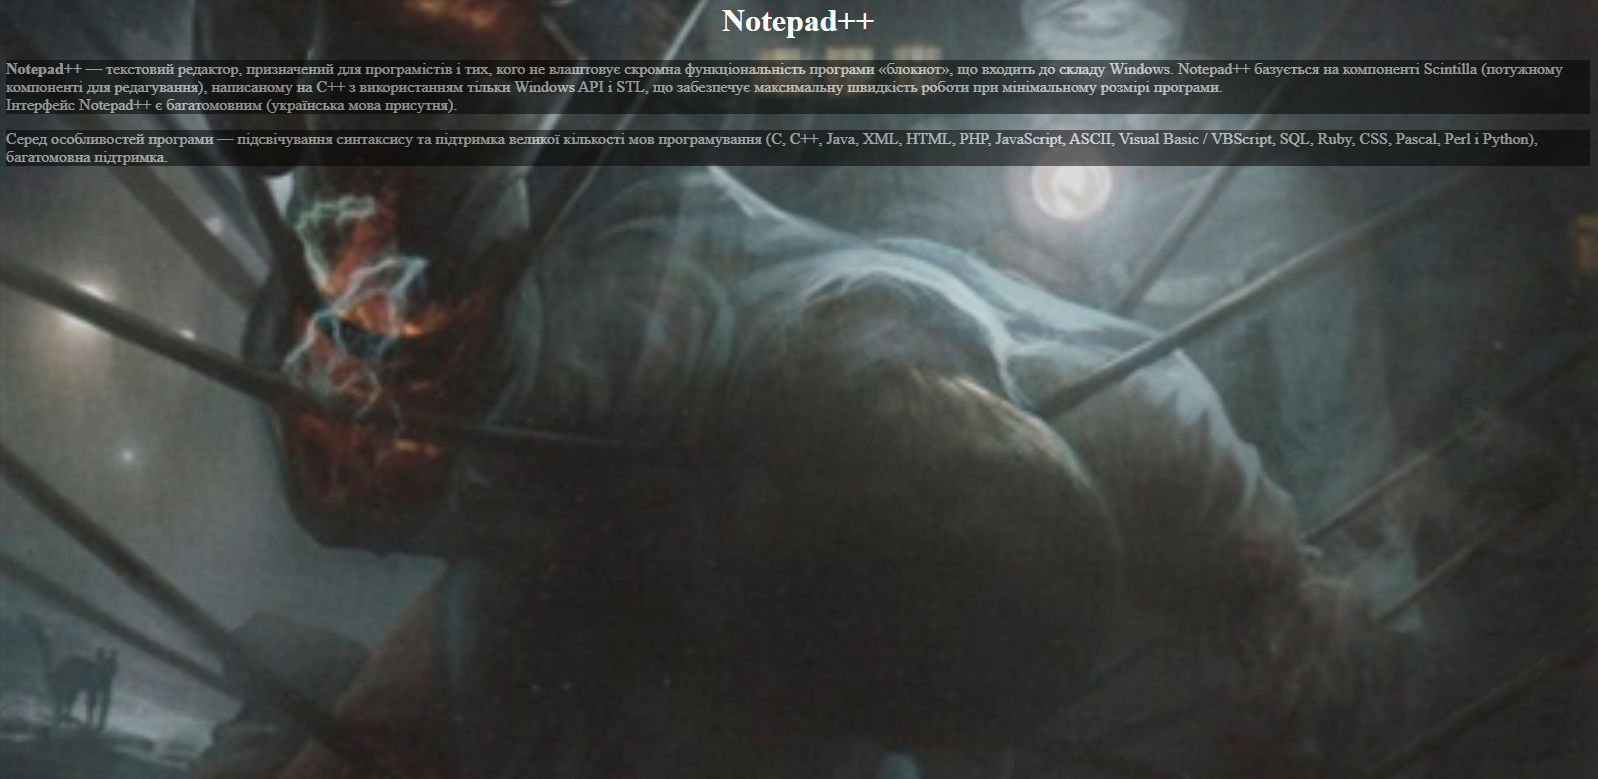 Notepad++
Notepad++ — текстовий редактор, призначений для програмістів і тих, кого не влаштовує скромна функціональність програми «блокнот», що входить до складу Windows. Notepad++ базується на компоненті Scintilla (потужному
компоненті для редагування), написаному на C++ з використанням тільки Windows API і STL, що забезпечує максимальну швидкість роботи при мінімальному розмірі програми.
Інтерфейс Notepad++ є багатомовним (українська мова присутня).
Серед особливостей програми — підсвічування синтаксису та підтримка великої кількості мов програмування (C, C++, Java, XML, HTML, PHP, JavaScript, ASCII, Visual Basic / VBScript, SQL, Ruby, CSS, Pascal, Perl і Python),
багатомовна підтримка.